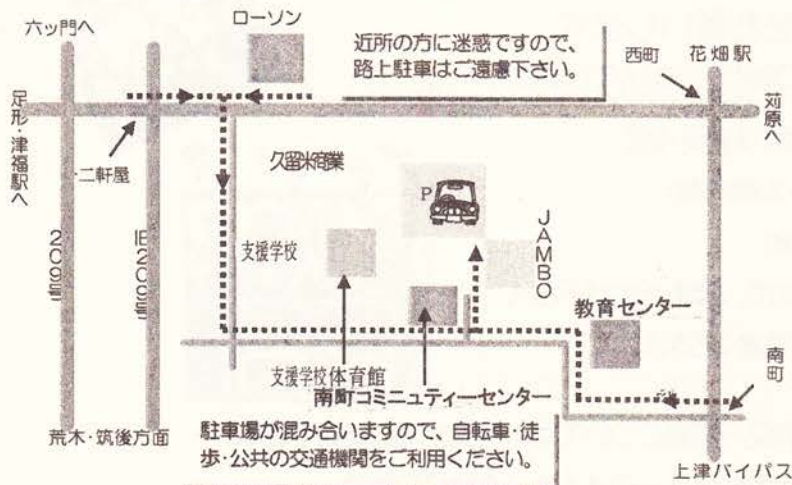 ローソン
六ッ門へ
近所の方に迷惑ですので、
路上駐車はご遠慮下さい。
西町
花畑駅
足形・津福駅へ
苅原へ
・二軒屋
久留米商業
P
JAMBO
209号
旧209号
支援学校
教育センター
南町
支援学校体育館
南町コミニュティーセンター
荒木・筑後方面
駐車場が混み合いますので、自転車・徒
歩・公共の交通機関をご利用ください。
上津バイパス